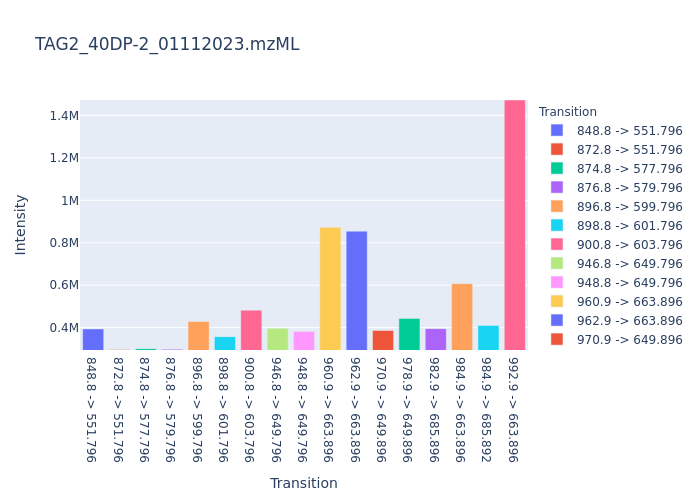 TAG2_40DP-2_01112023.mzML
Intensity
1.4M
1.2M
1M
0.8M
0.6M
0.4M
848.8 -> 551.796
872.8 -> 551.796
874.8 -> 577.796
876.8 -> 579.796
896.8 -> 599.796
898.8 -> 601.796
900.8 -> 603.796
946.8 -> 649.796
948.8 -> 649.796
960.9 -> 663.896
962.9 -> 663.896
970.9 -> 649.896
978.9 -> 649.896
982.9 -> 685.896
984.9 -> 663.896
984.9 -> 685.892
992.9 -> 663.896
Transition
Transition
848.8 -> 551.796
872.8 -> 551.796
874.8 -> 577.796
876.8 -> 579.796
896.8 -> 599.796
898.8 -> 601.796
900.8 -> 603.796
946.8 -> 649.796
948.8 -> 649.796
960.9 -> 663.896
962.9 -> 663.896
970.9 -> 649.896